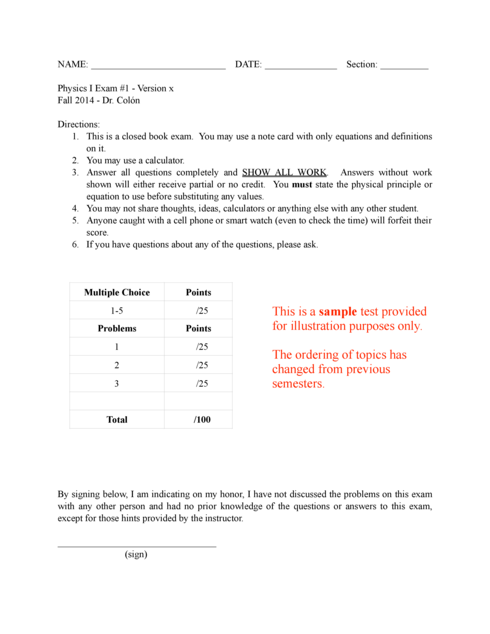 NAME: ____________________________ DATE: _______________ Section: __________
Physics I Exam #1 - Version x
Fall 2014 - Dr. Colón
Directions:
1. This is a closed book exam. You may use a note card with only equations and definitions
on it.
2. You may use a calculator.
3. Answer all questions completely and SHOW ALL WORK. Answers without work
shown will either receive partial or no credit. You must state the physical principle or
equation to use before substituting any values.
4. You may not share thoughts, ideas, calculators or anything else with any other student.
5. Anyone caught with a cell phone or smart watch (even to check the time) will forfeit their
score.
6. If you have questions about any of the questions, please ask.
Multiple Choice Points
1-5 /25
Problems Points
1 /25
2 /25
3 /25
Total /100
This is a sample test provided
for illustration purposes only.
The ordering of topics has
changed from previous
semesters.
By signing below, I am indicating on my honor, I have not discussed the problems on this exam
with any other person and had no prior knowledge of the questions or answers to this exam,
except for those hints provided by the instructor.
_________________________________
(sign)